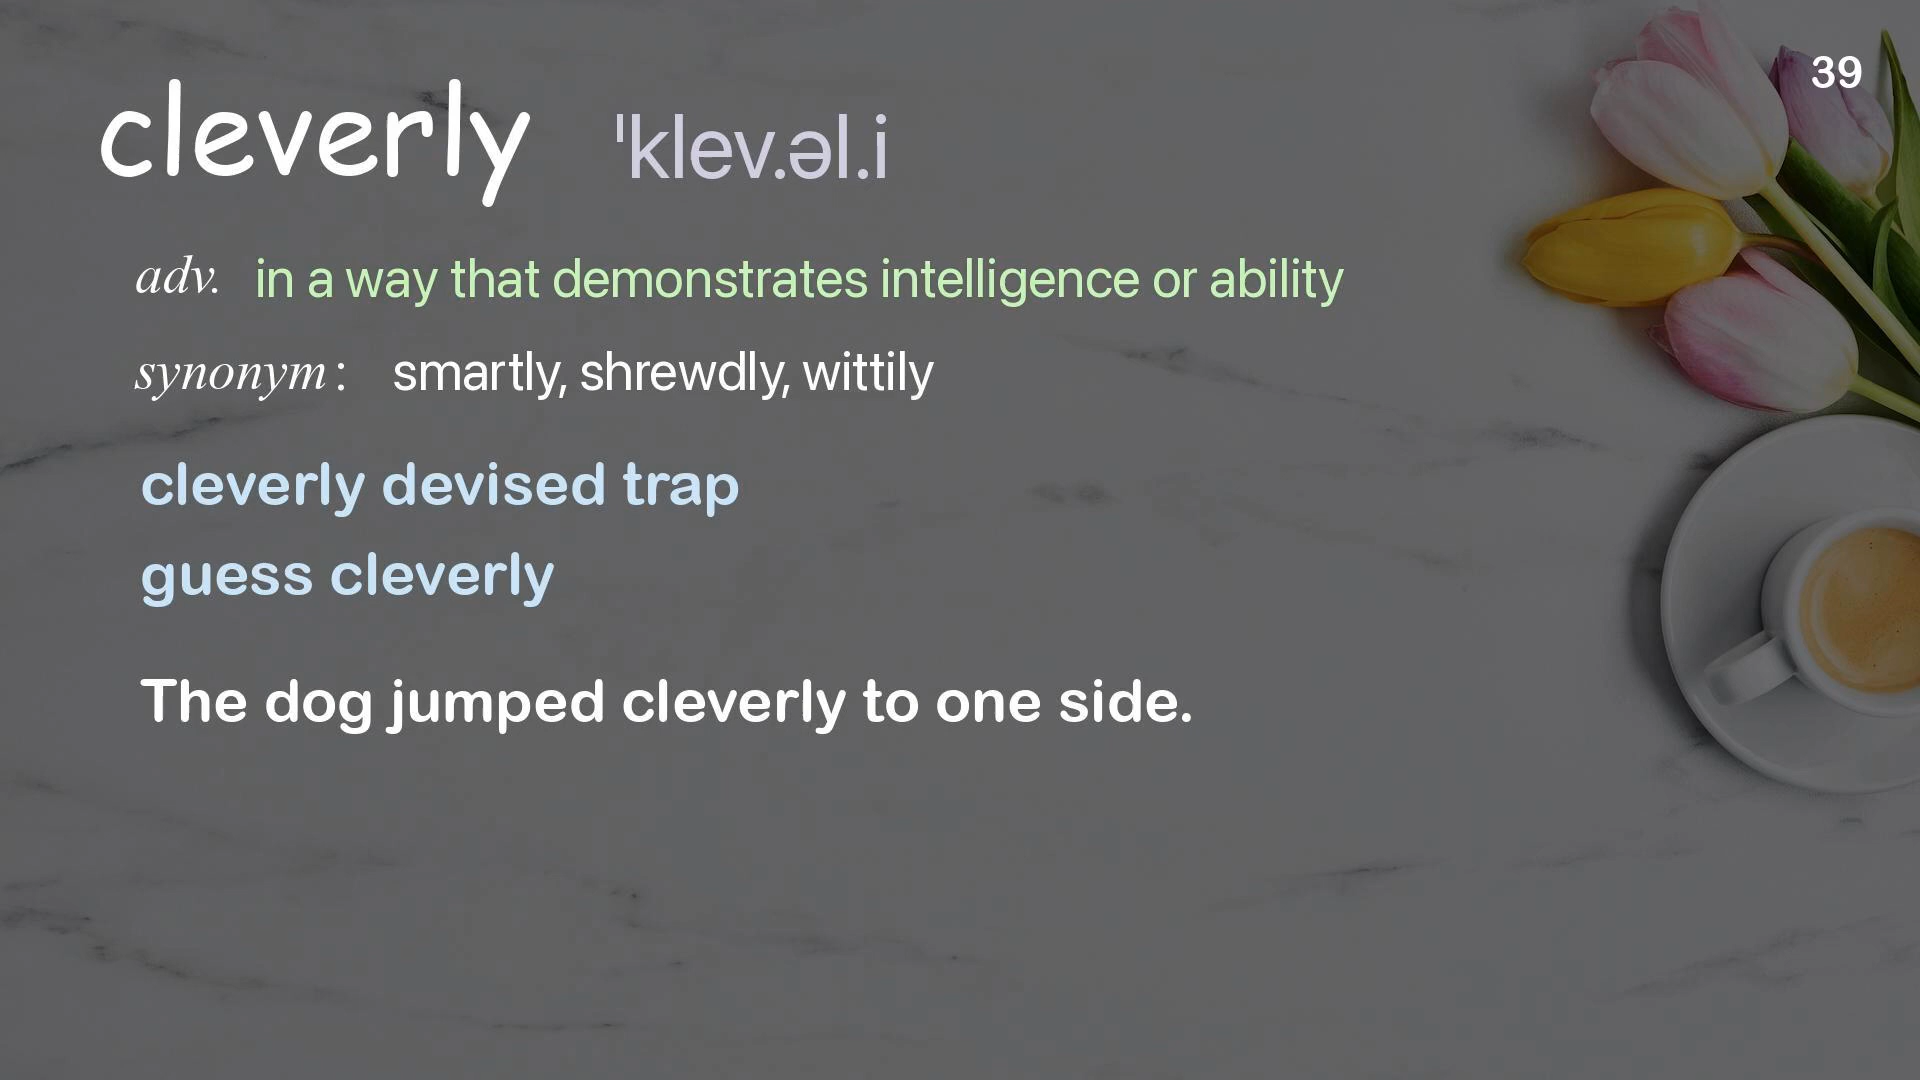 39
cleverly ˈklev.əl.i
adv. in a way that demonstrates intelligence or ability
synonym: smartly, shrewdly, wittily
cleverly devised trap
guess cleverly
The dog jumped cleverly to one side.